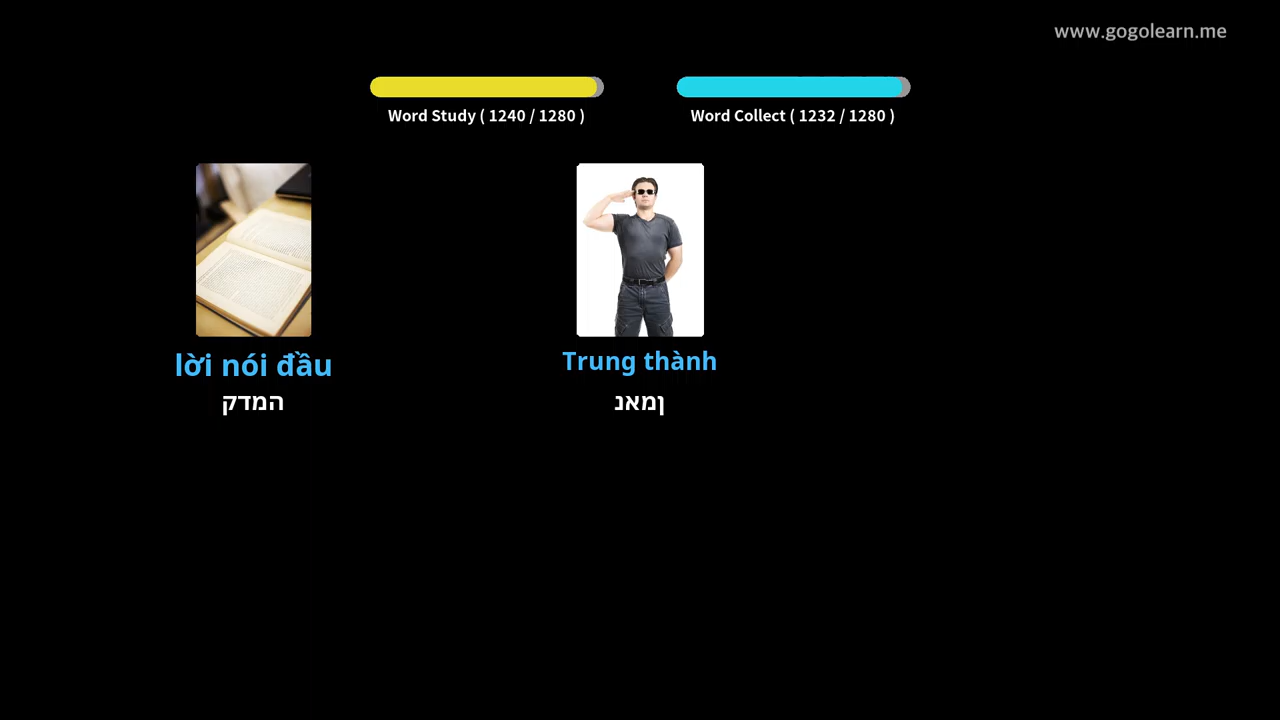 www.gogolearn.me
Word Study ( 1240 / 1280 )
Word Collect ( 1232 / 1280 )
lời nói đầu
המדק
Trung thành
ןמאנ